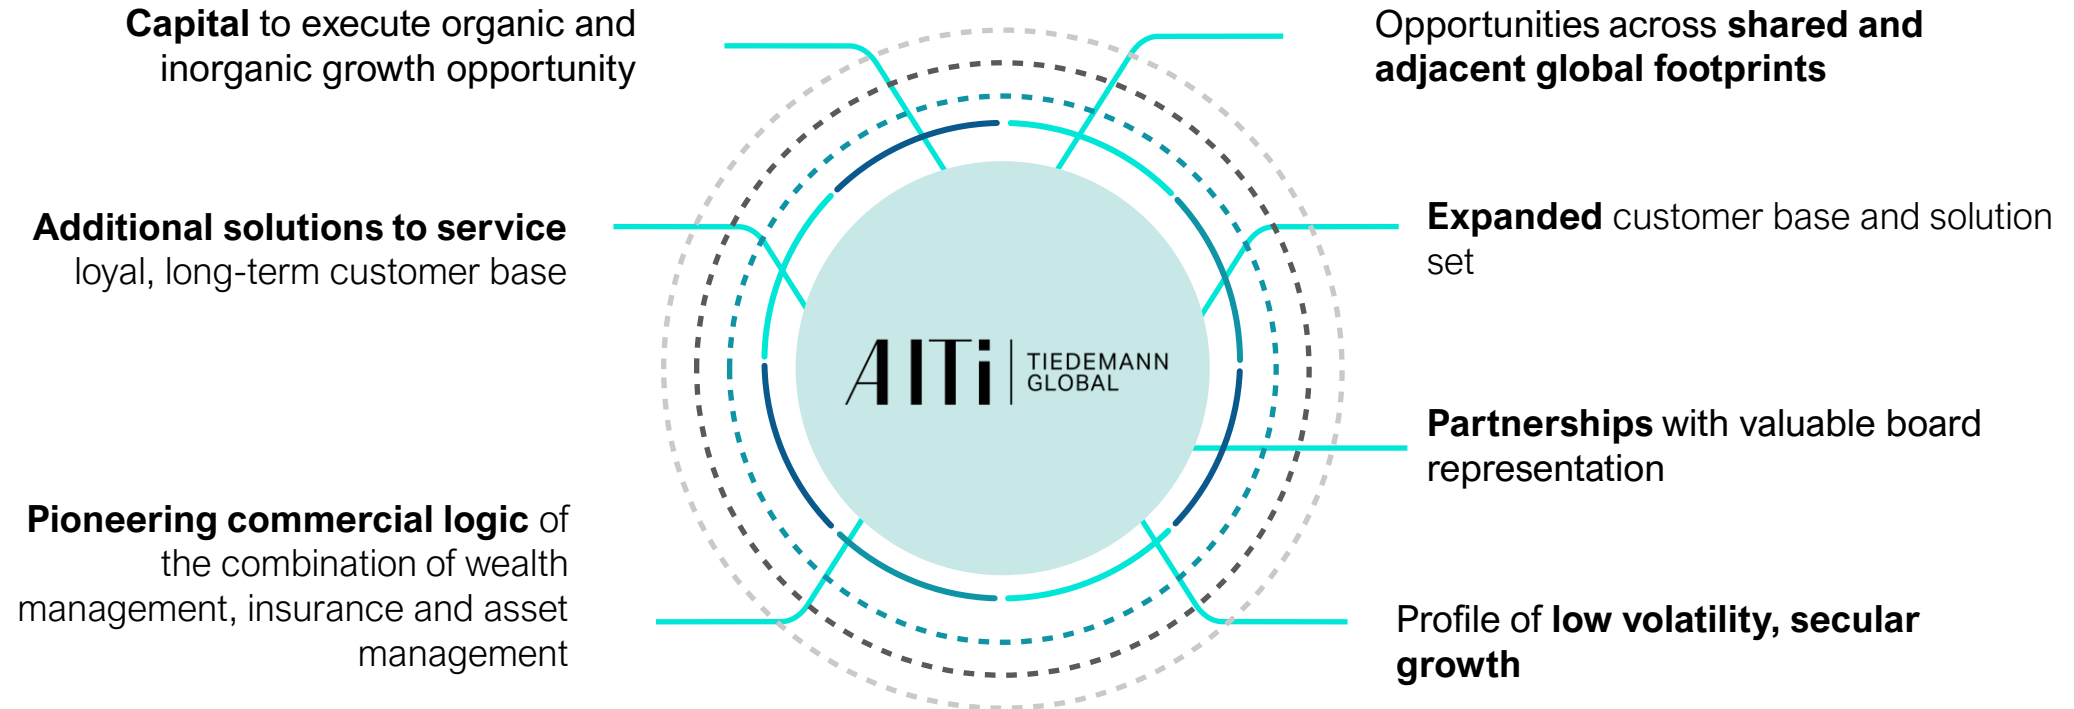 Capital to execute organic and
inorganic growth opportunity
Additional solutions to service
loyal, long-term customer base
Pioneering commercial logic of
the combination of wealth
management, insurance and asset
management
AlTi TIEDEMANN
GLOBAL
Opportunities across shared and
adjacent global footprints
Expanded customer base and solution
set
Partnerships with valuable board
representation
Profile of low volatility, secular
growth